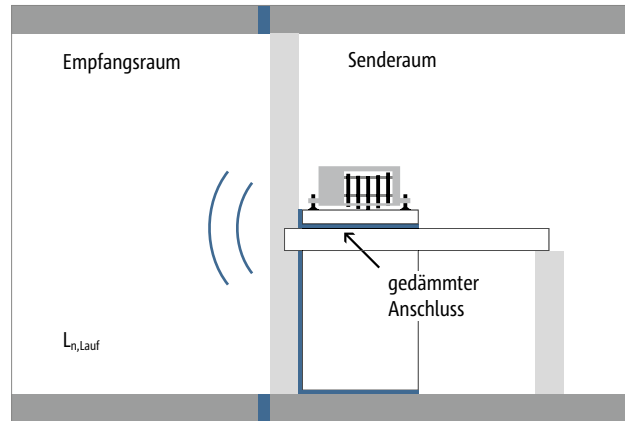 Empfangsraum
Senderaum
gedämmter
Anschluss
Ln,Lauf